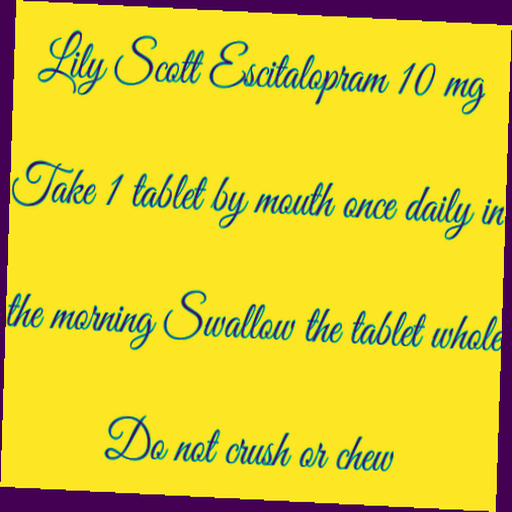 Lily Scott Escitalopram 10 mg
Take 1 tablet by mouth once daily in
the morning Swallow the tablet whole
Do not crush or chew